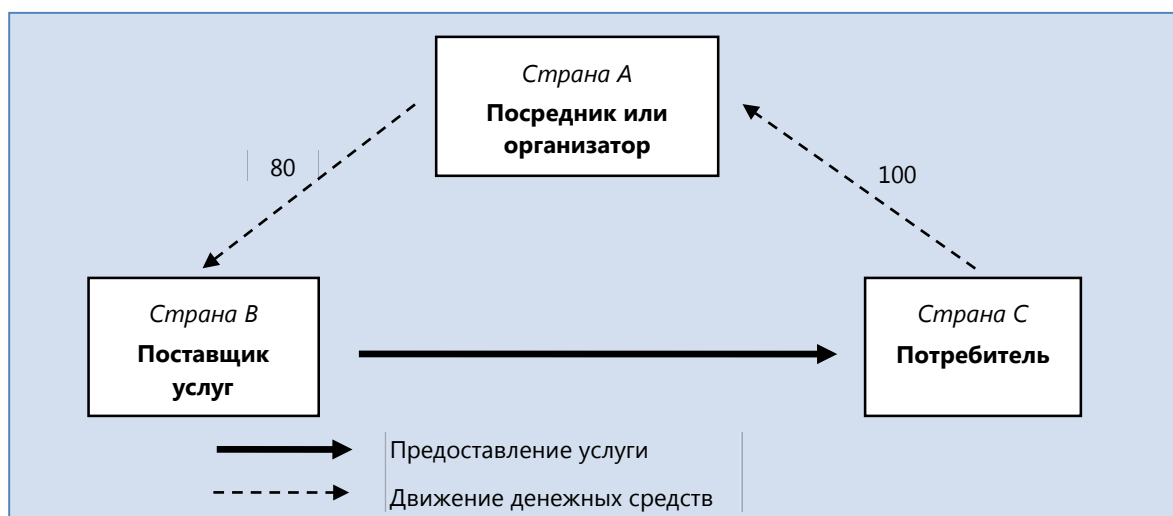 Страна A
Посредник или
организатор
80
100
Страна B
Поставщик
услуг
Страна C
Потребитель
Предоставление услуги
Движение денежных средств